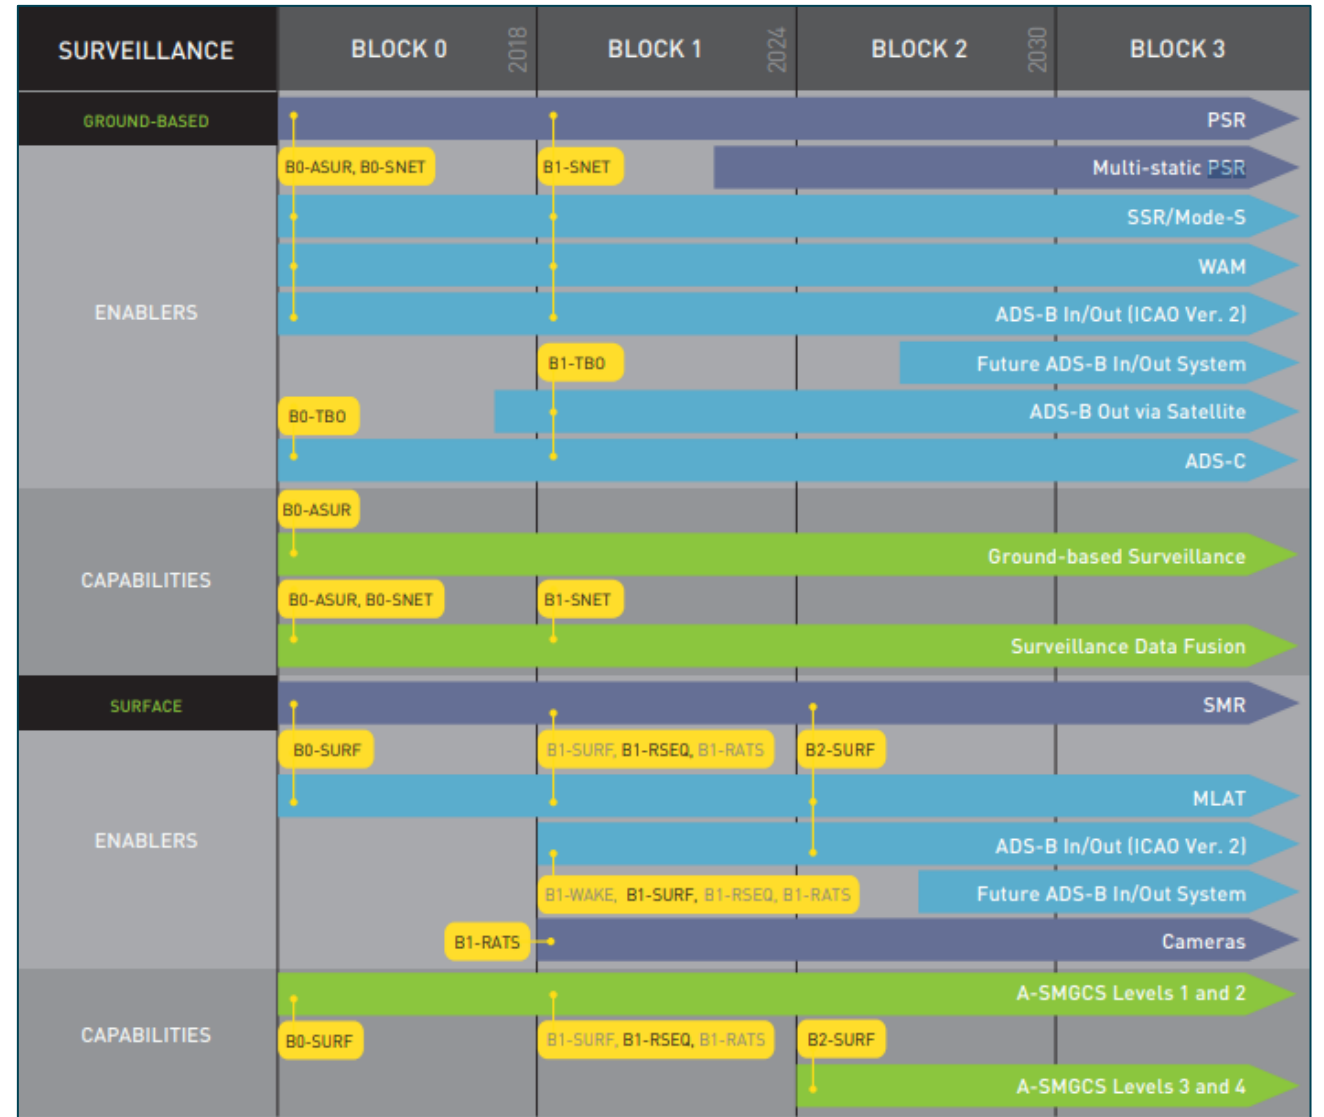 SURVEILLANCE BLOCK 0 2018 BLOCK 1 2024 BLOCK 2 2030 BLOCK 3
GROUND-BASED PSR
B0-ASUR, B0-SNET B1-SNET Multi-static PSR
SSR/Mode-S
WAM
ENABLERS ADS-B In/Out (ICAO Ver. 2)
B1-TBO Future ADS-B In/Out System
B0-TBO ADS-B Out via Satellite
ADS-C
B0-ASUR
Ground-based Surveillance
CAPABILITIES
B0-ASUR, B0-SNET B1-SNET
Surveillance Data Fusion
SURFACE SMR
B0-SURF B1-SURF, B1-RSEQ, B1-RATS B2-SURF
MLAT
ENABLERS ADS-B In/Out (ICAO Ver. 2)
B1-WAKE, B1-SURF, B1-RSEQ, B1-RATS Future ADS-B In/Out System
B1-RATS Cameras
A-SMGCS Levels 1 and 2
CAPABILITIES B0-SURF B1-SURF, B1-RSEQ, B1-RATS B2-SURF
A-SMGCS Levels 3 and 4